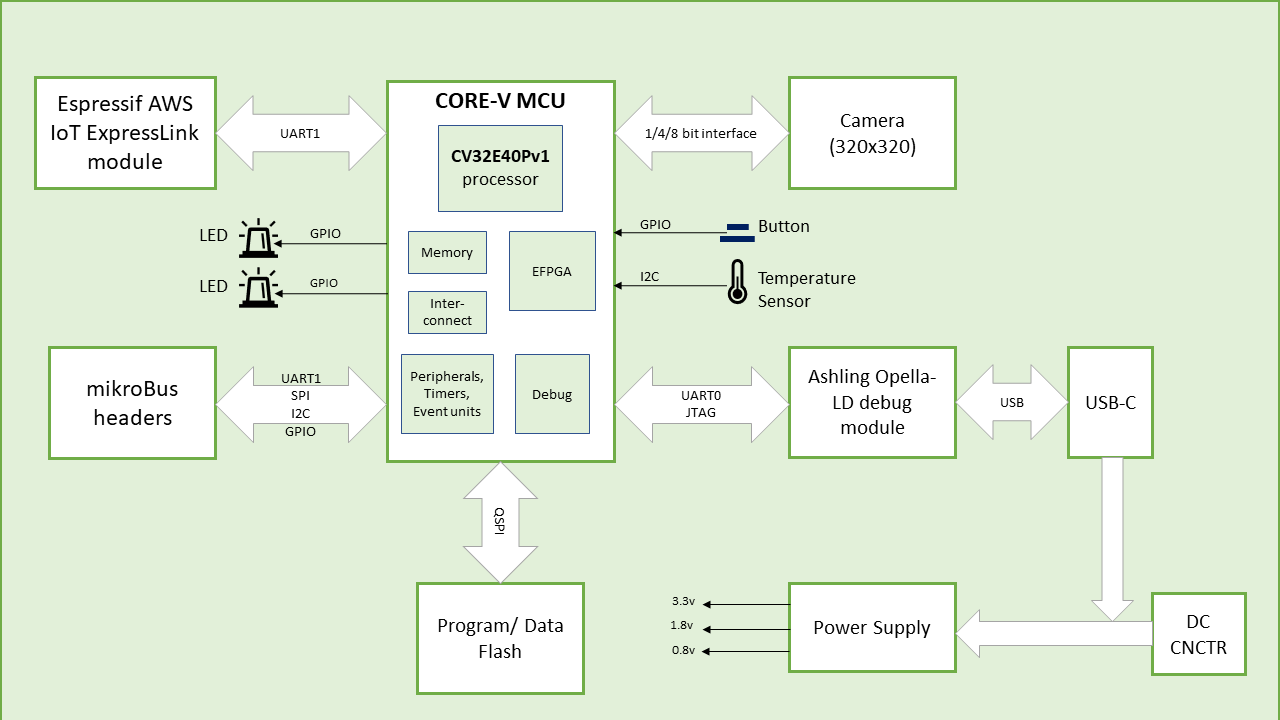 Espressif AWS
IoT ExpressLink
module
UART1
CORE-V MCU
CV32E40Pv1
processor
1/4/8 bit interface
Camera
(320x320)
LED
GPIO
LED
GPIO
Memory
EFPGA
Inter-
connect
GPIO
Button
I2C
Temperature
Sensor
mikroBus
headers
UART1
SPI
I2C
GPIO
Peripherals,
Timers,
Event units
Debug
UART0
JTAG
Ashling Opella-
LD debug
module
USB
USB-C
QSPI
Program/ Data
Flash
3.3v
1.8v
0.8v
Power Supply
DC
CNCTR